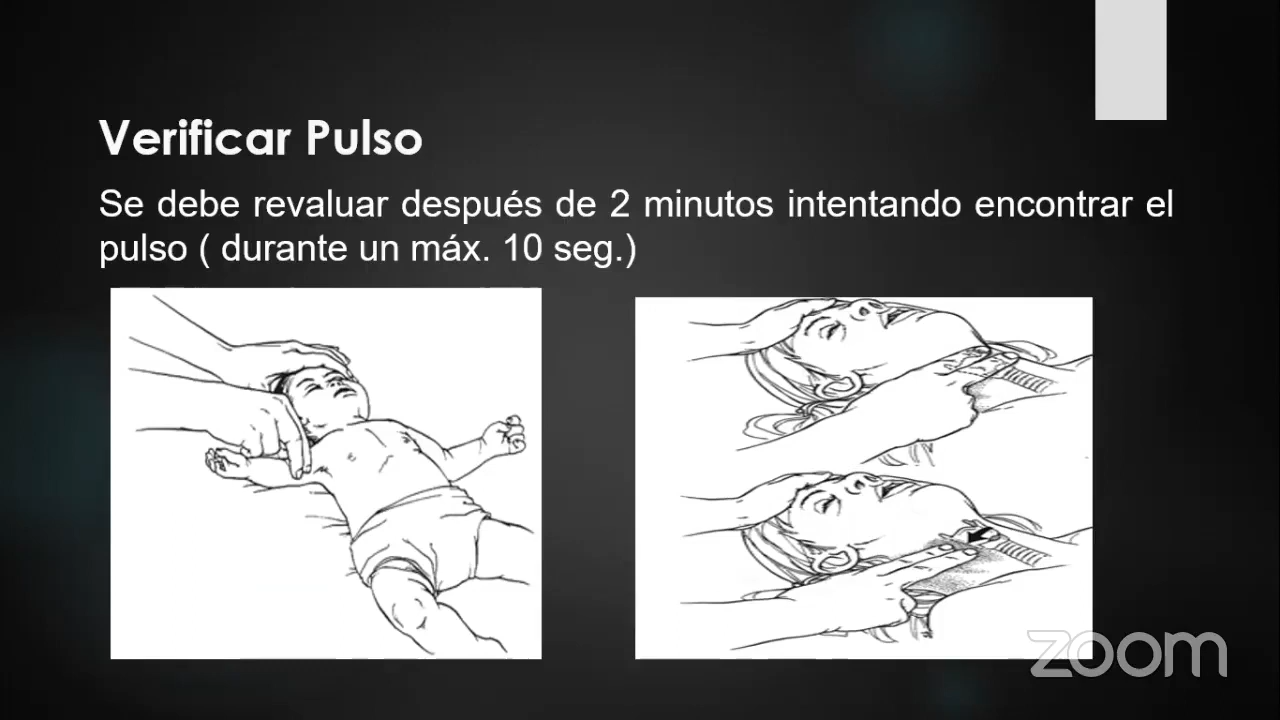 Verificar Pulso
Se debe revaluar después de 2 minutos intentando encontrar el
pulso ( durante un máx. 10 seg.)
zoom